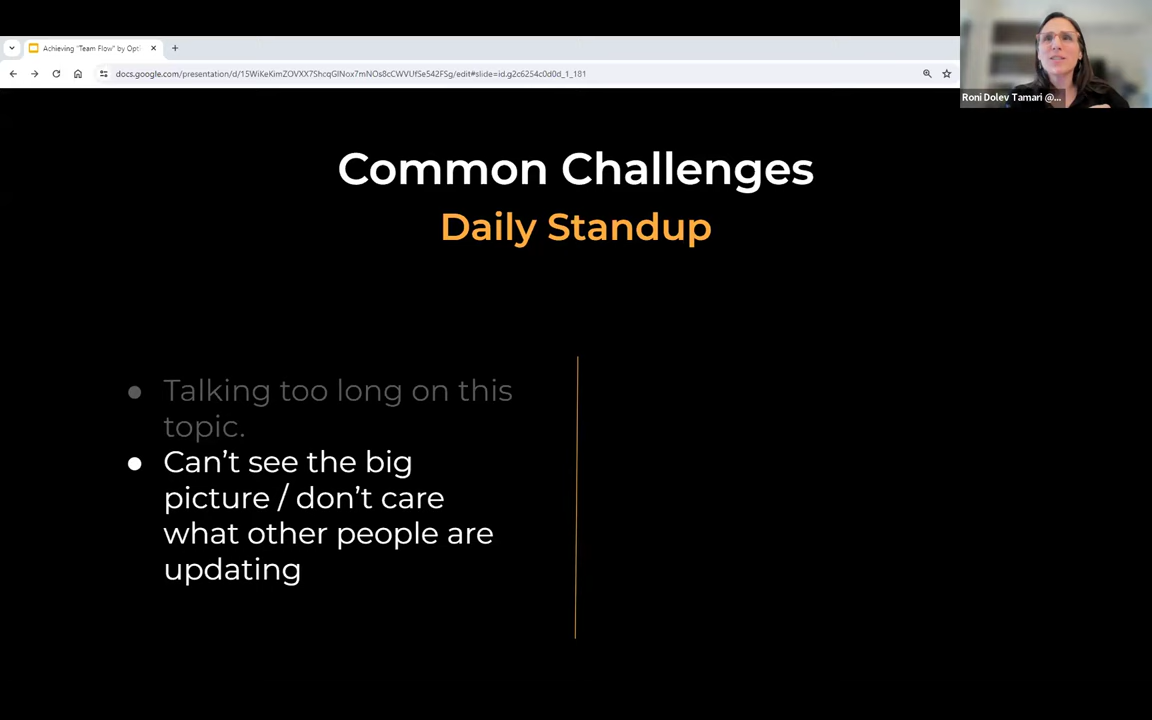 Achieving "Team Flow" by Opt
docs.google.com/presentation/d/15WiKeKimZOVXX7ShcqGlNox7mNOs8cCWVUfSe542FSg/edit#slide=id.g2c6254c0d0d_1_181
Roni Dolev Tamari @...
Common Challenges
Daily Standup
● Talking too long on this
topic.
● Can't see the big
picture / don't care
what other people are
updating